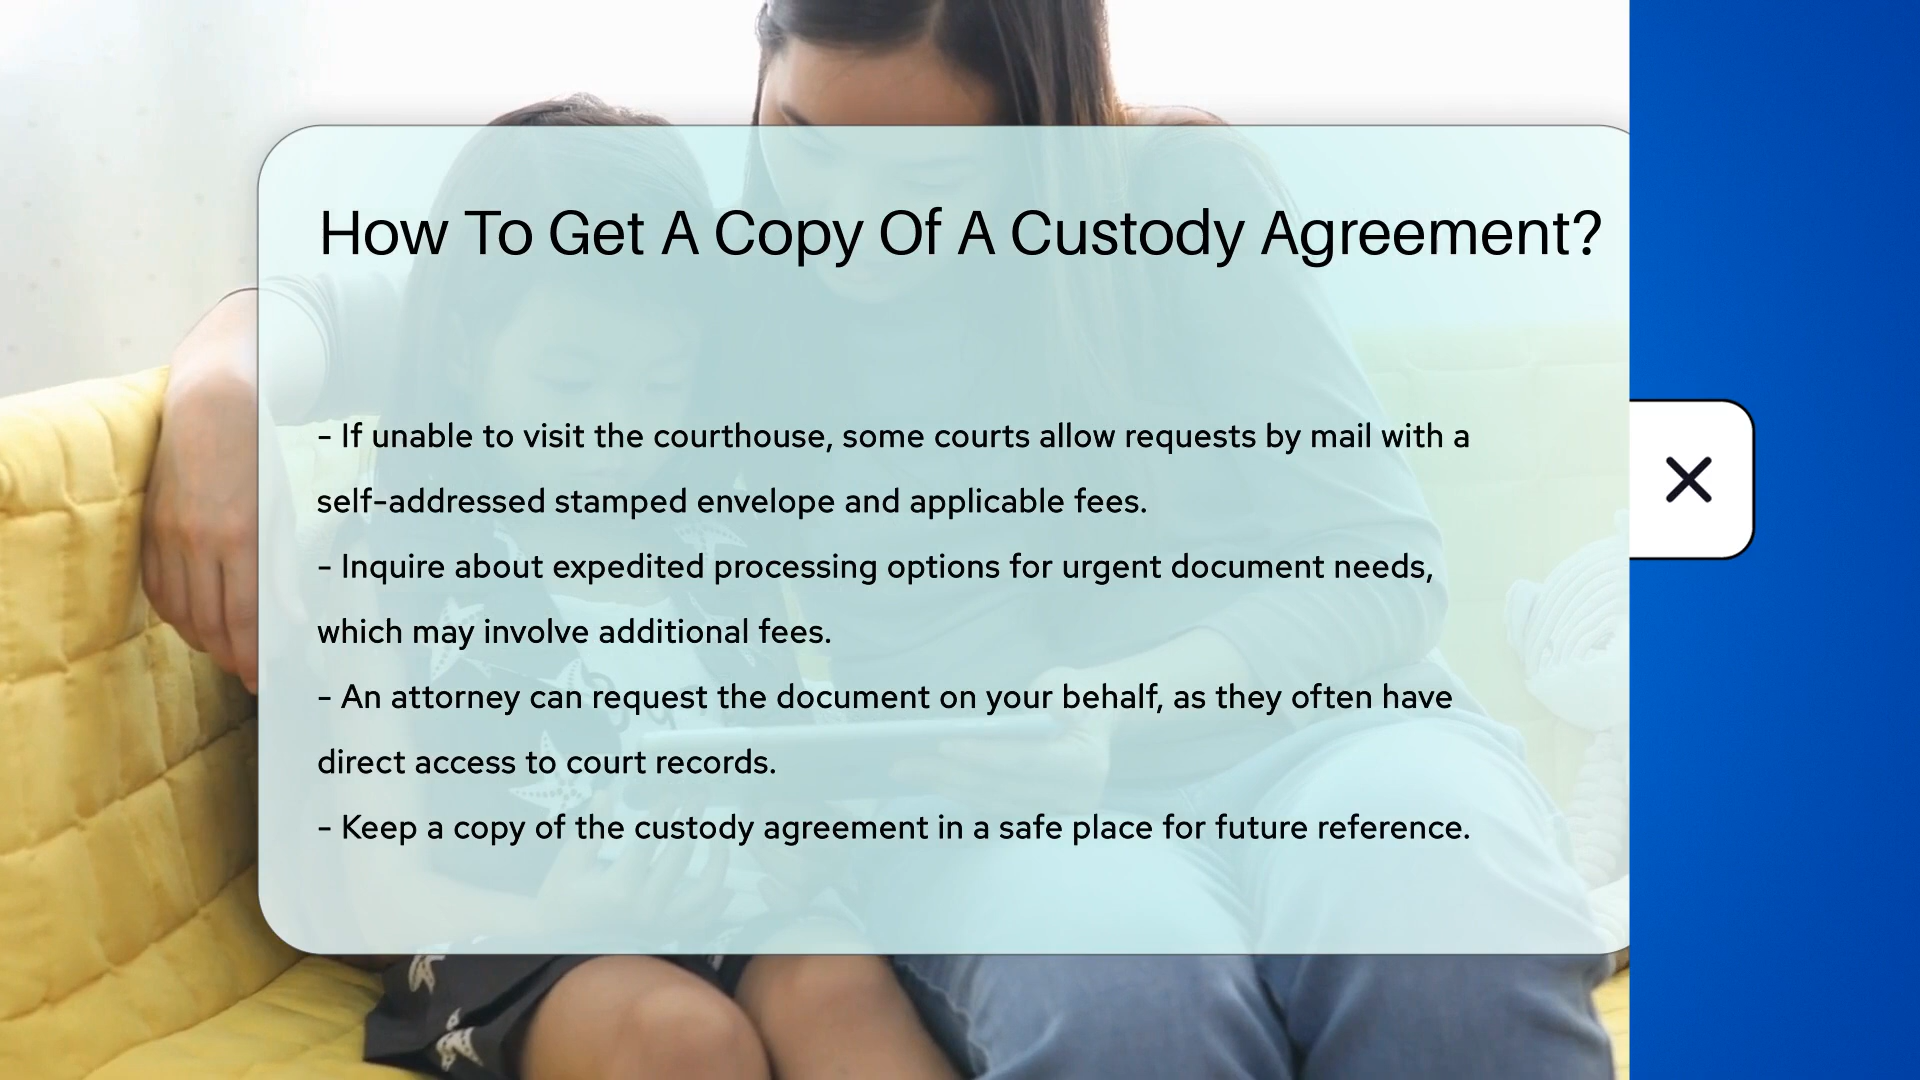 How To Get A Copy Of A Custody Agreement?
- If unable to visit the courthouse, some courts allow requests by mail with a
self-addressed stamped envelope and applicable fees.
- Inquire about expedited processing options for urgent document needs,
which may involve additional fees.
- An attorney can request the document on your behalf, as they often have
direct access to court records.
- Keep a copy of the custody agreement in a safe place for future reference.